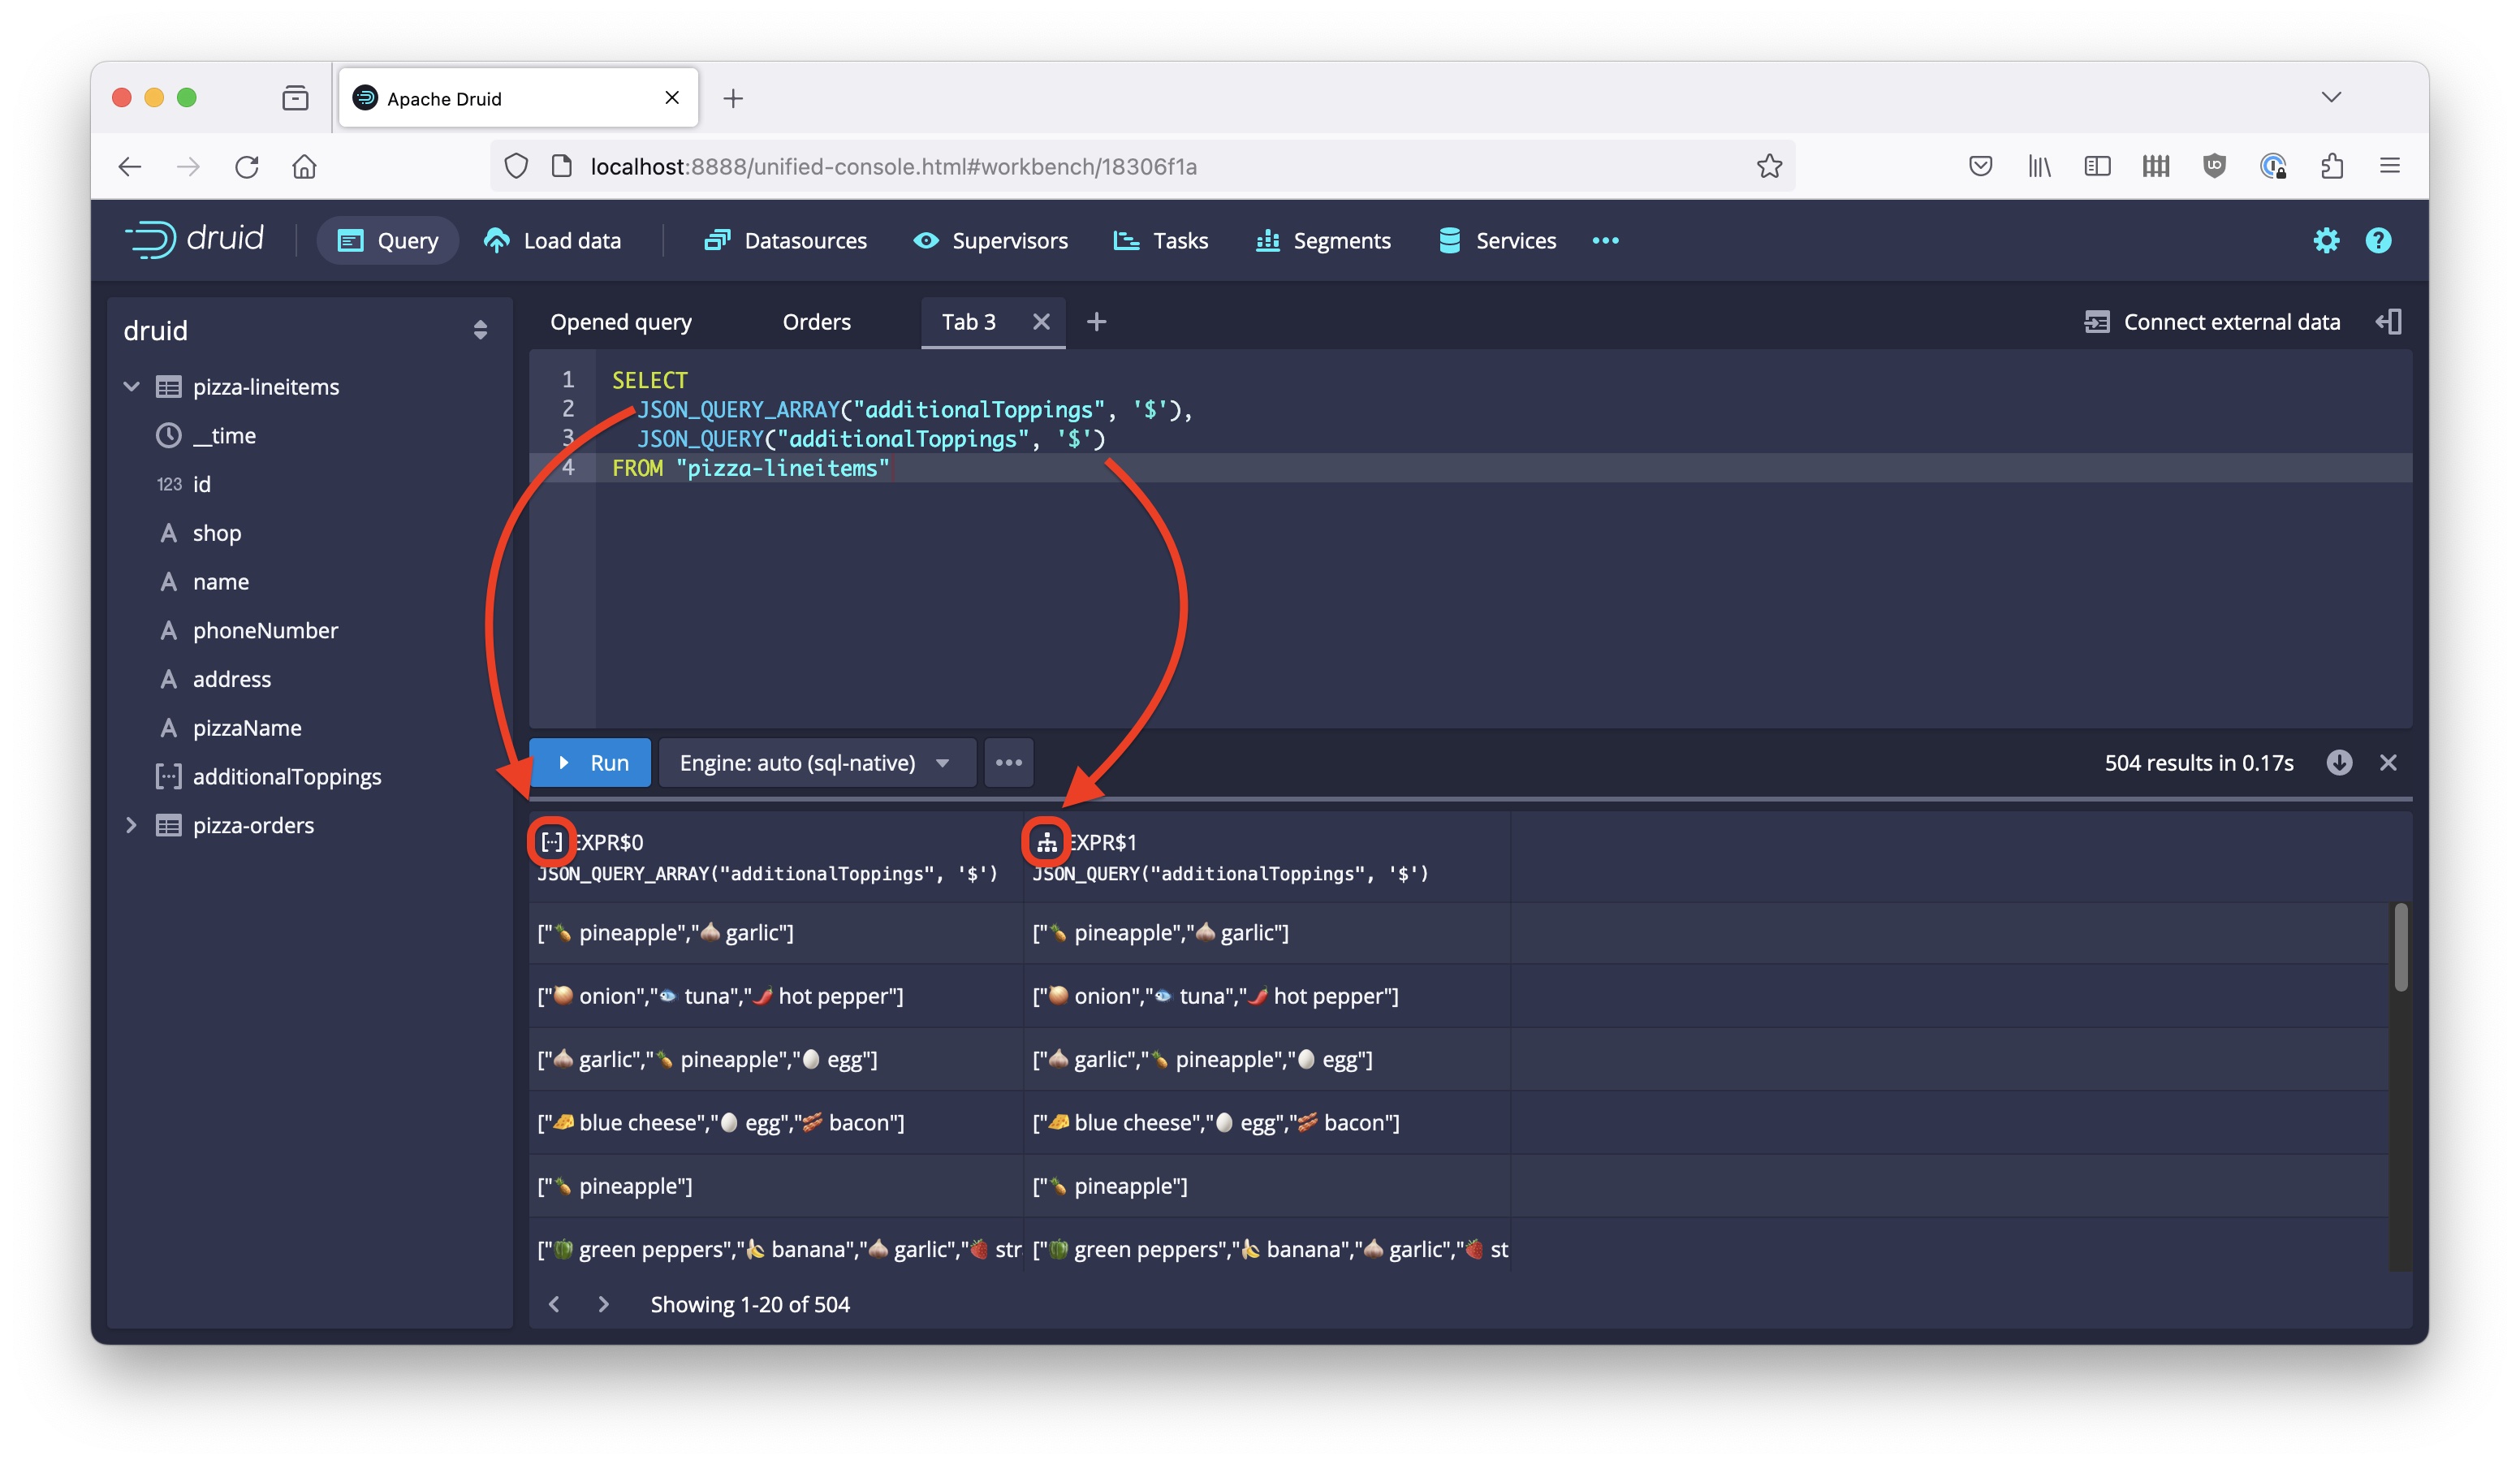 Apache Druid
localhost:8888/unified-console.html#workbench/18306f1a
druid
Query
Load data
Datasources
Supervisors
Tasks
Segments
Services
druid
pizza-lineitems
__time
123 id
shop
name
phoneNumber
address
pizzaName
additionalToppings
pizza-orders
Opened query
Orders
Tab 3
Connect external data
1 SELECT
2 JSON_QUERY_ARRAY("additionalToppings", '$'),
3 JSON_QUERY("additionalToppings", '$')
4 FROM "pizza-lineitems"
Run
Engine: auto (sql-native)
504 results in 0.17s
EXPR$0
JSON_QUERY_ARRAY("additionalToppings", '$')
EXPR$1
JSON_QUERY("additionalToppings", '$')
["🍍 pineapple","🧄 garlic"]
["🍍 pineapple","🧄 garlic"]
["🧅 onion","🐟 tuna","🌶️ hot pepper"]
["🧅 onion","🐟 tuna","🌶️ hot pepper"]
["🧄 garlic","🍍 pineapple","🥚 egg"]
["🧄 garlic","🍍 pineapple","🥚 egg"]
["🧀 blue cheese","🥚 egg","🥓 bacon"]
["🧀 blue cheese","🥚 egg","🥓 bacon"]
["🍍 pineapple"]
["🍍 pineapple"]
["🫑 green peppers","🍌 banana","🧄 garlic","🍓 str
["🫑 green peppers","🍌 banana","🧄 garlic","🍓 st
Showing 1-20 of 504